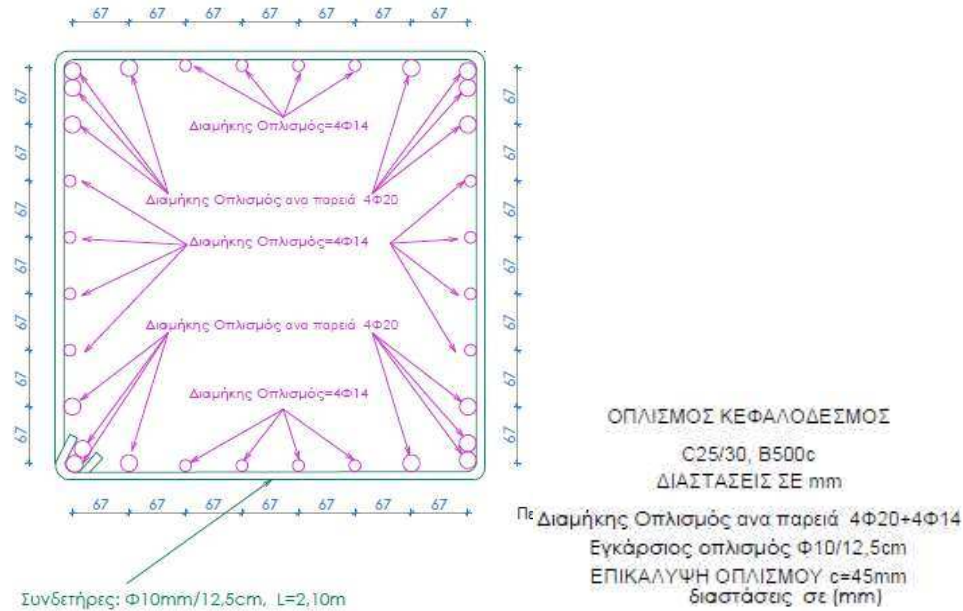 67 67 67 67 67 67 67
67 67
Διαμήκης Οπλισμός=4Φ14
67 67
67 67
Διαμήκης Οπλισμός ανα παρειά 4Φ20
Διαμήκης Οπλισμός=4Φ14
67 67
67 67
Διαμήκης Οπλισμός ανα παρειά 4Φ20
67 67
Διαμήκης Οπλισμός=4Φ14
67 67
67 67 67 67 67 67 67
Συνδετήρες: Φ10mm/12,5cm, L=2,10m
ΟΠΛΙΣΜΟΣ ΚΕΦΑΛΟΔΕΣΜΟΣ
C25/30, B500c
ΔΙΑΣΤΑΣΕΙΣ ΣΕ mm
Πε Διαμήκης Οπλισμός ανα παρειά 4Φ20+4Φ14
Εγκάρσιος οπλισμός Φ10/12,5cm
ΕΠΙΚΑΛΥΨΗ ΟΠΛΙΣΜΟΥ c=45mm
διαστάσεις σε (mm)